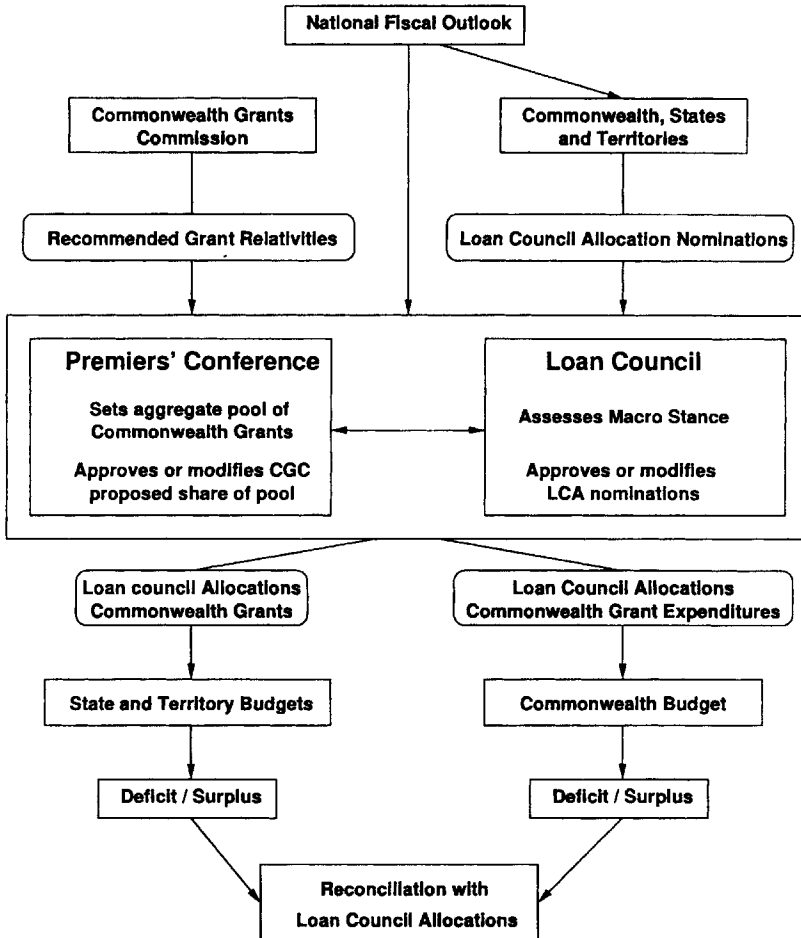 National Fiscal Outlook
Commonwealth Grants
Commission
Commonwealth, States
and Territories
Recommended Grant Relativities
Loan Council Allocation Nominations
Premiers' Conference
Sets aggregate pool of
Commonwealth Grants
Approves or modifies CGC
proposed share of pool
Loan Council
Assesses Macro Stance
Approves or modifies
LCA nominations
Loan council Allocations
Commonwealth Grants
Loan Council Allocations
Commonwealth Grant Expenditures
State and Territory Budgets
Commonwealth Budget
Deficit / Surplus
Deficit / Surplus
Reconciliation with
Loan Council Allocations